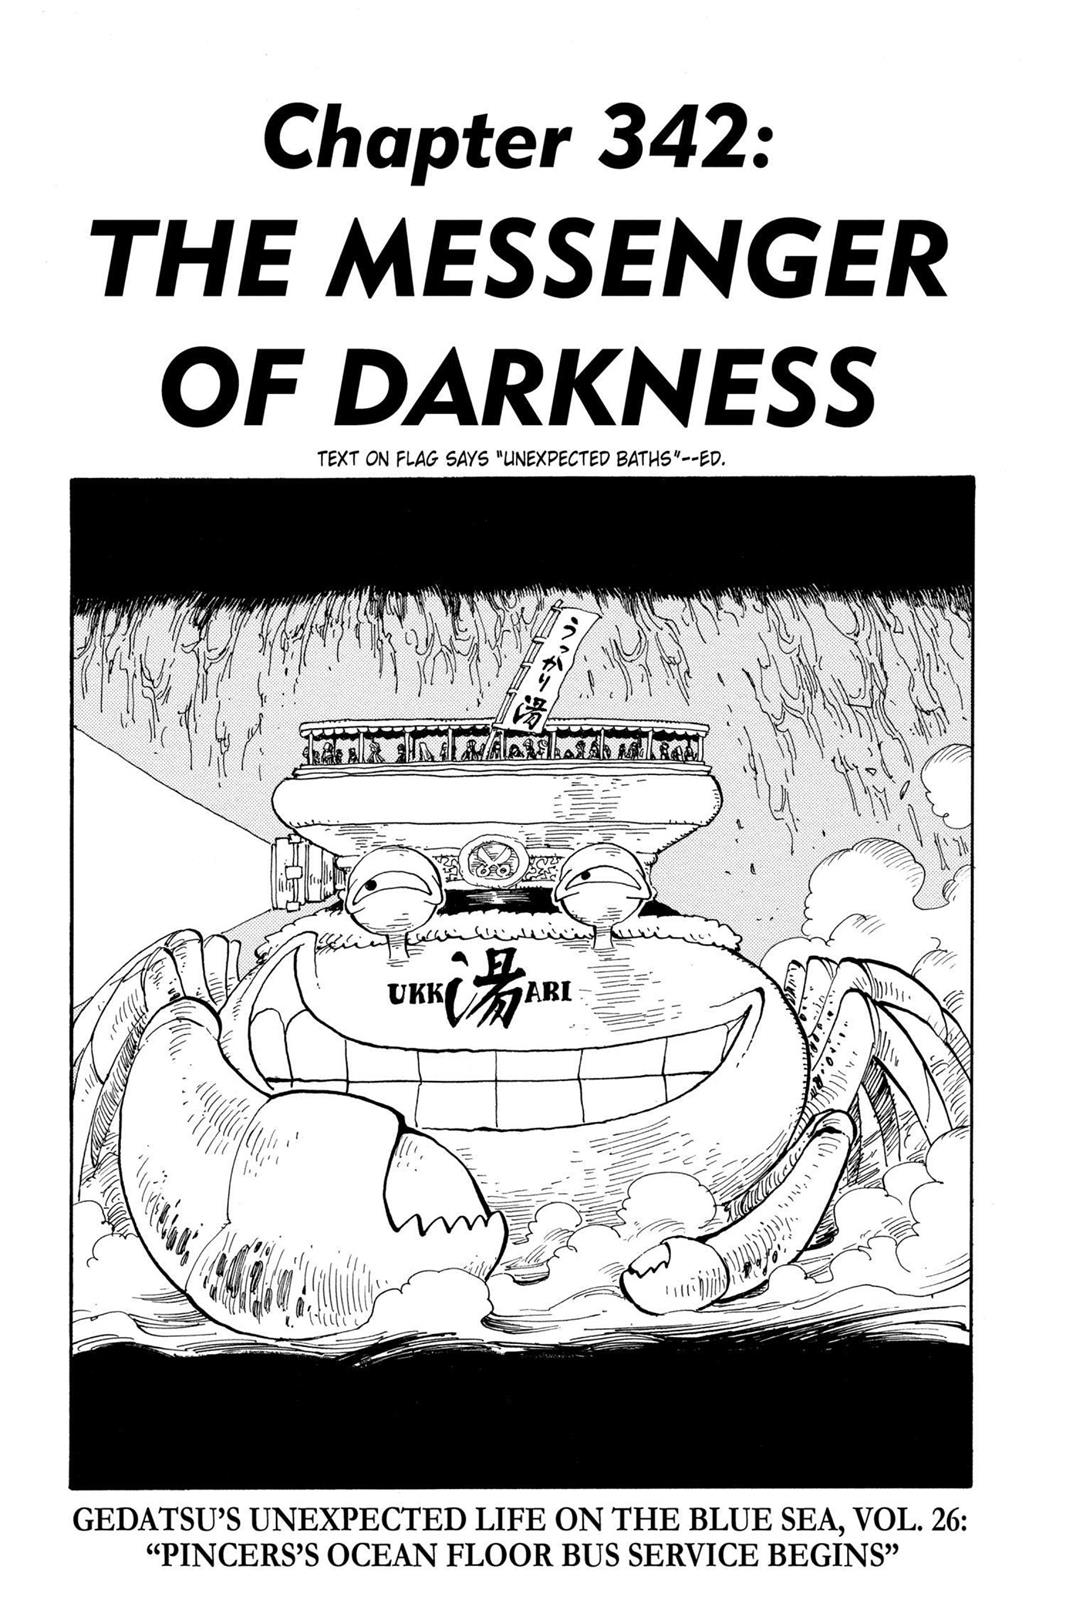 Chapter 342:
THE MESSENGER
OF DARKNESS
TEXT ON FLAG SAYS "UNEXPECTED BATHS"--ED.
うっかり湯
UKK湯ARI
GEDATSU'S UNEXPECTED LIFE ON THE BLUE SEA, VOL. 26:
“PINCERS'S OCEAN FLOOR BUS SERVICE BEGINS”